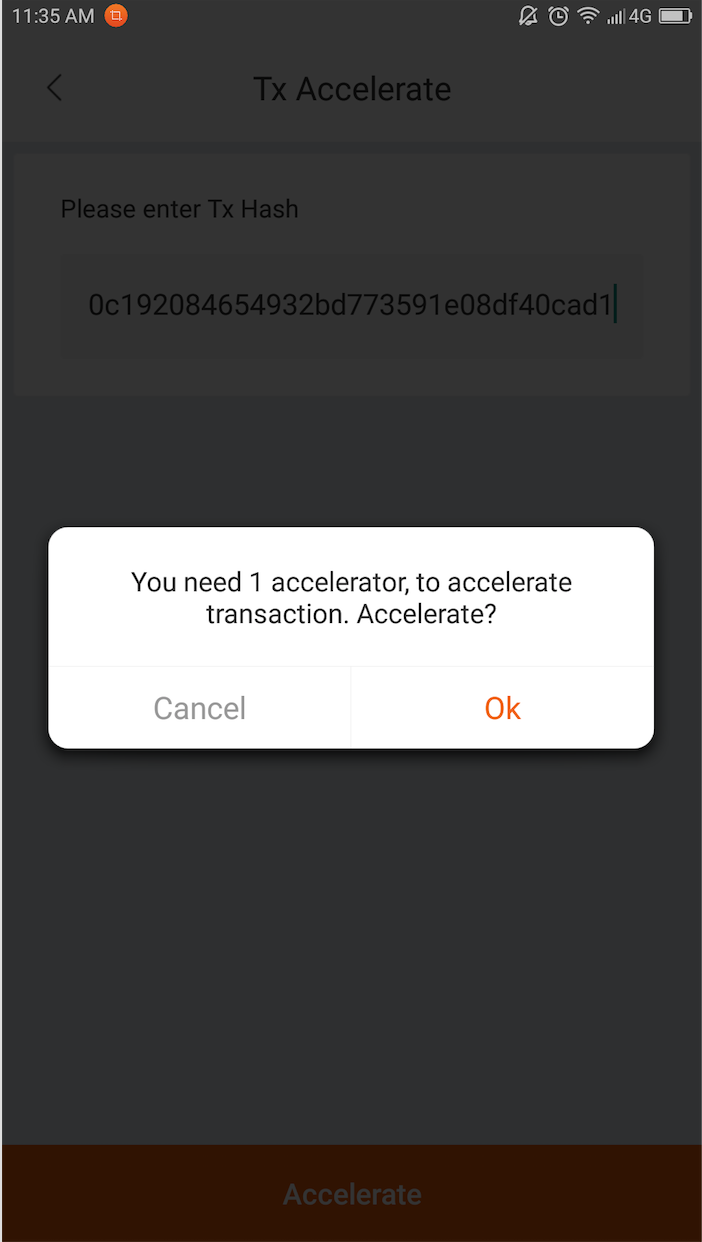 11:35 AM 4G
Tx Accelerate
Please enter Tx Hash
0c192084654932bd773591e08df40cad1
You need 1 accelerator, to accelerate
transaction. Accelerate?
Cancel Ok
Accelerate